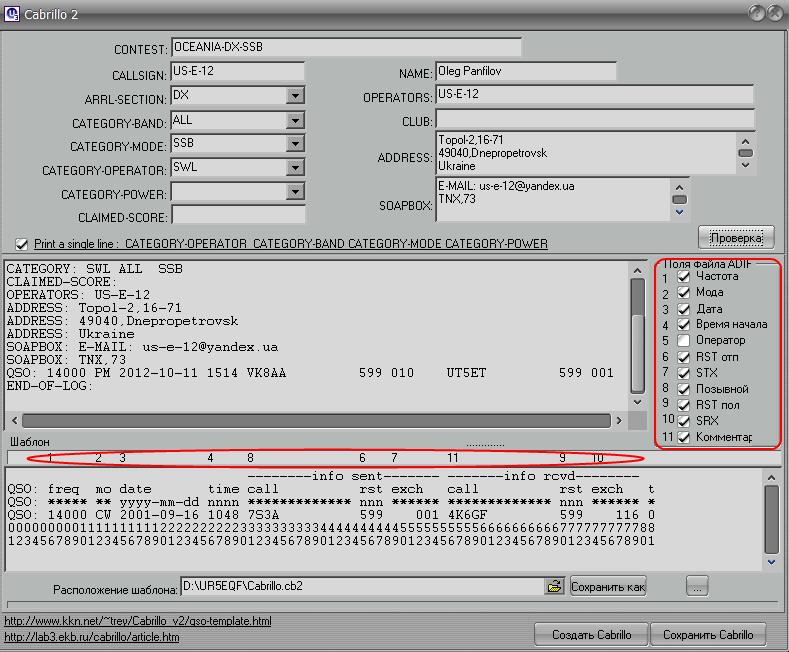 Cabrillo 2
CONTEST: OCEANIA-DX-SSB
CALLSIGN: US-E-12 NAME: Oleg Panfilov
ARRL-SECTION: DX OPERATORS: US-E-12
CATEGORY-BAND: ALL CLUB:
CATEGORY-MODE: SSB ADDRESS: Topol-2,16-71
49040,Dnepropetrovsk
Ukraine
CATEGORY-OPERATOR: SWL
CATEGORY-POWER: SOAPBOX: E-MAIL: us-e-12@yandex.ua
TNX,73
CLAIMED-SCORE:
Print a single line : CATEGORY-OPERATOR CATEGORY-BAND CATEGORY-MODE CATEGORY-POWER
Проверка
CATEGORY: SWL ALL SSB
CLAIMED-SCORE:
OPERATORS: US-E-12
ADDRESS: Topol-2,16-71
ADDRESS: 49040,Dnepropetrovsk
ADDRESS: Ukraine
SOAPBOX: E-MAIL: us-e-12@yandex.ua
SOAPBOX: TNX,73
QSO: 14000 PM 2012-10-11 1514 VK8AA 599 010 UT5ET 599 001
END-OF-LOG:
Поля Файла ADIF
1 Частота
2 Мода
3 Дата
4 Время начала
5 Оператор
6 RST отп
7 STX
8 Позывной
9 RST пол
10 SRX
11 Комментар
Шаблон ..............
1 2 3 4 8 6 7 11 9 10
--------info sent------- -------info rcvd--------
QSO: freq mo date time call rst exch call rst exch t
QSO: ***** ** yyyy-mm-dd nnnn ************* nnn ****** ************* nnn ****** n
QSO: 14000 CW 2001-09-16 1048 7S3A 599 001 4K6GF 599 116 0
000000000111111111122222222223333333333444444444455555555556666666666777777777788
123456789012345678901234567890123456789012345678901234567890123456789012345678901
Расположение шаблона: D:\UR5EQF\Cabrillo.cb2 Сохранить как ...
http://www.kkn.net/~trey/Cabrillo_v2/qso-template.html
http://lab3.ekb.ru/cabrillo/article.htm
Создать Cabrillo Сохранить Cabrillo